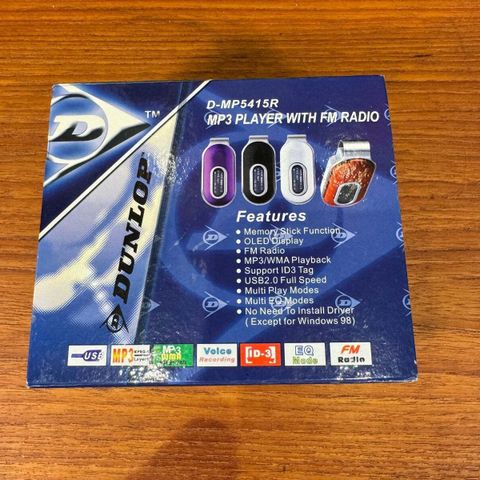 D-MP5415R
MP3 PLAYER WITH FM RADIO
TM
DUNLOP
Features
• Memory Stick Function
• OLED Display
• FM Radio
• MP3/WMA Playback
• Support ID3 Tag
• USB2.0 Full Speed
• Multi Play Modes
• Multi EQ Modes
• No Need To Install Driver
( Except for Windows 98)
USB
MP3
MP3
WMA
Voice
Recording
ID-3
EQ
Mode
FM
Radio